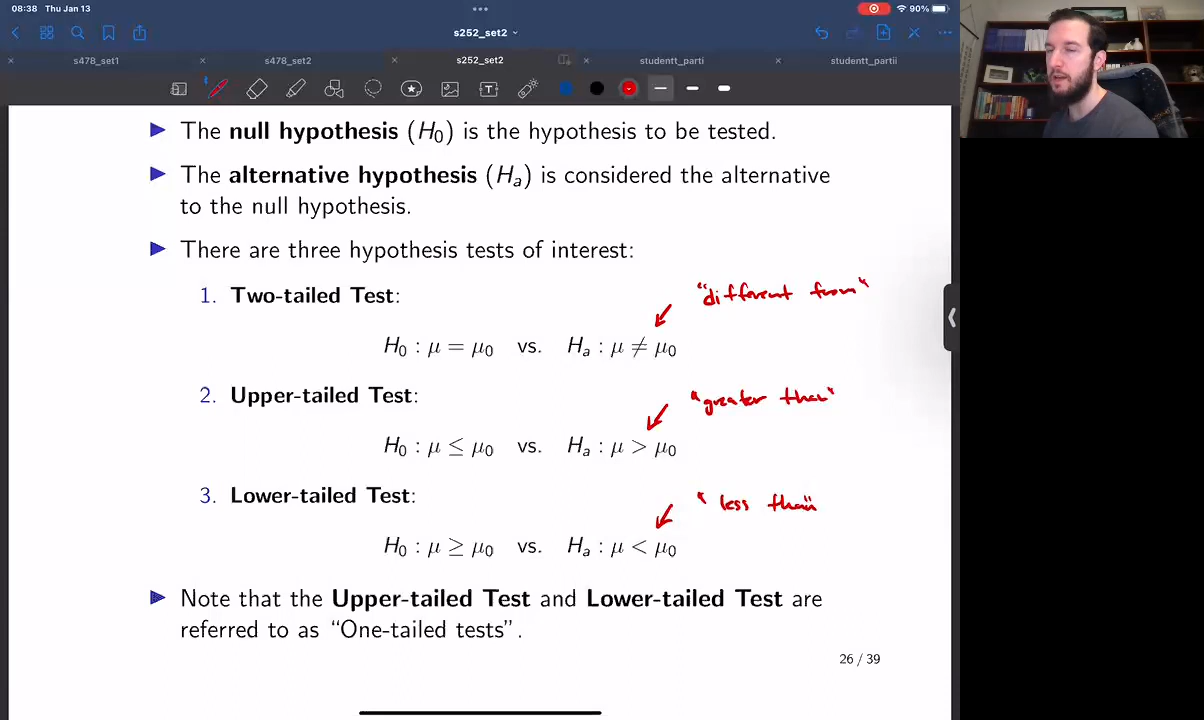 08:38 Thu Jan 13
90%
s252_set2
s478_set1
s478_set2
s252_set2
studentt_parti
studentt_partii
The null hypothesis (H₀) is the hypothesis to be tested.
The alternative hypothesis (Hₐ) is considered the alternative
to the null hypothesis.
There are three hypothesis tests of interest:
1. Two-tailed Test:
"different from"
H₀ : μ = μ₀ vs. Hₐ : μ ≠ μ₀
2. Upper-tailed Test:
"greater than"
H₀ : μ ≤ μ₀ vs. Hₐ : μ > μ₀
3. Lower-tailed Test:
"less than"
H₀ : μ ≥ μ₀ vs. Hₐ : μ < μ₀
Note that the Upper-tailed Test and Lower-tailed Test are
referred to as “One-tailed tests”.
26 / 39